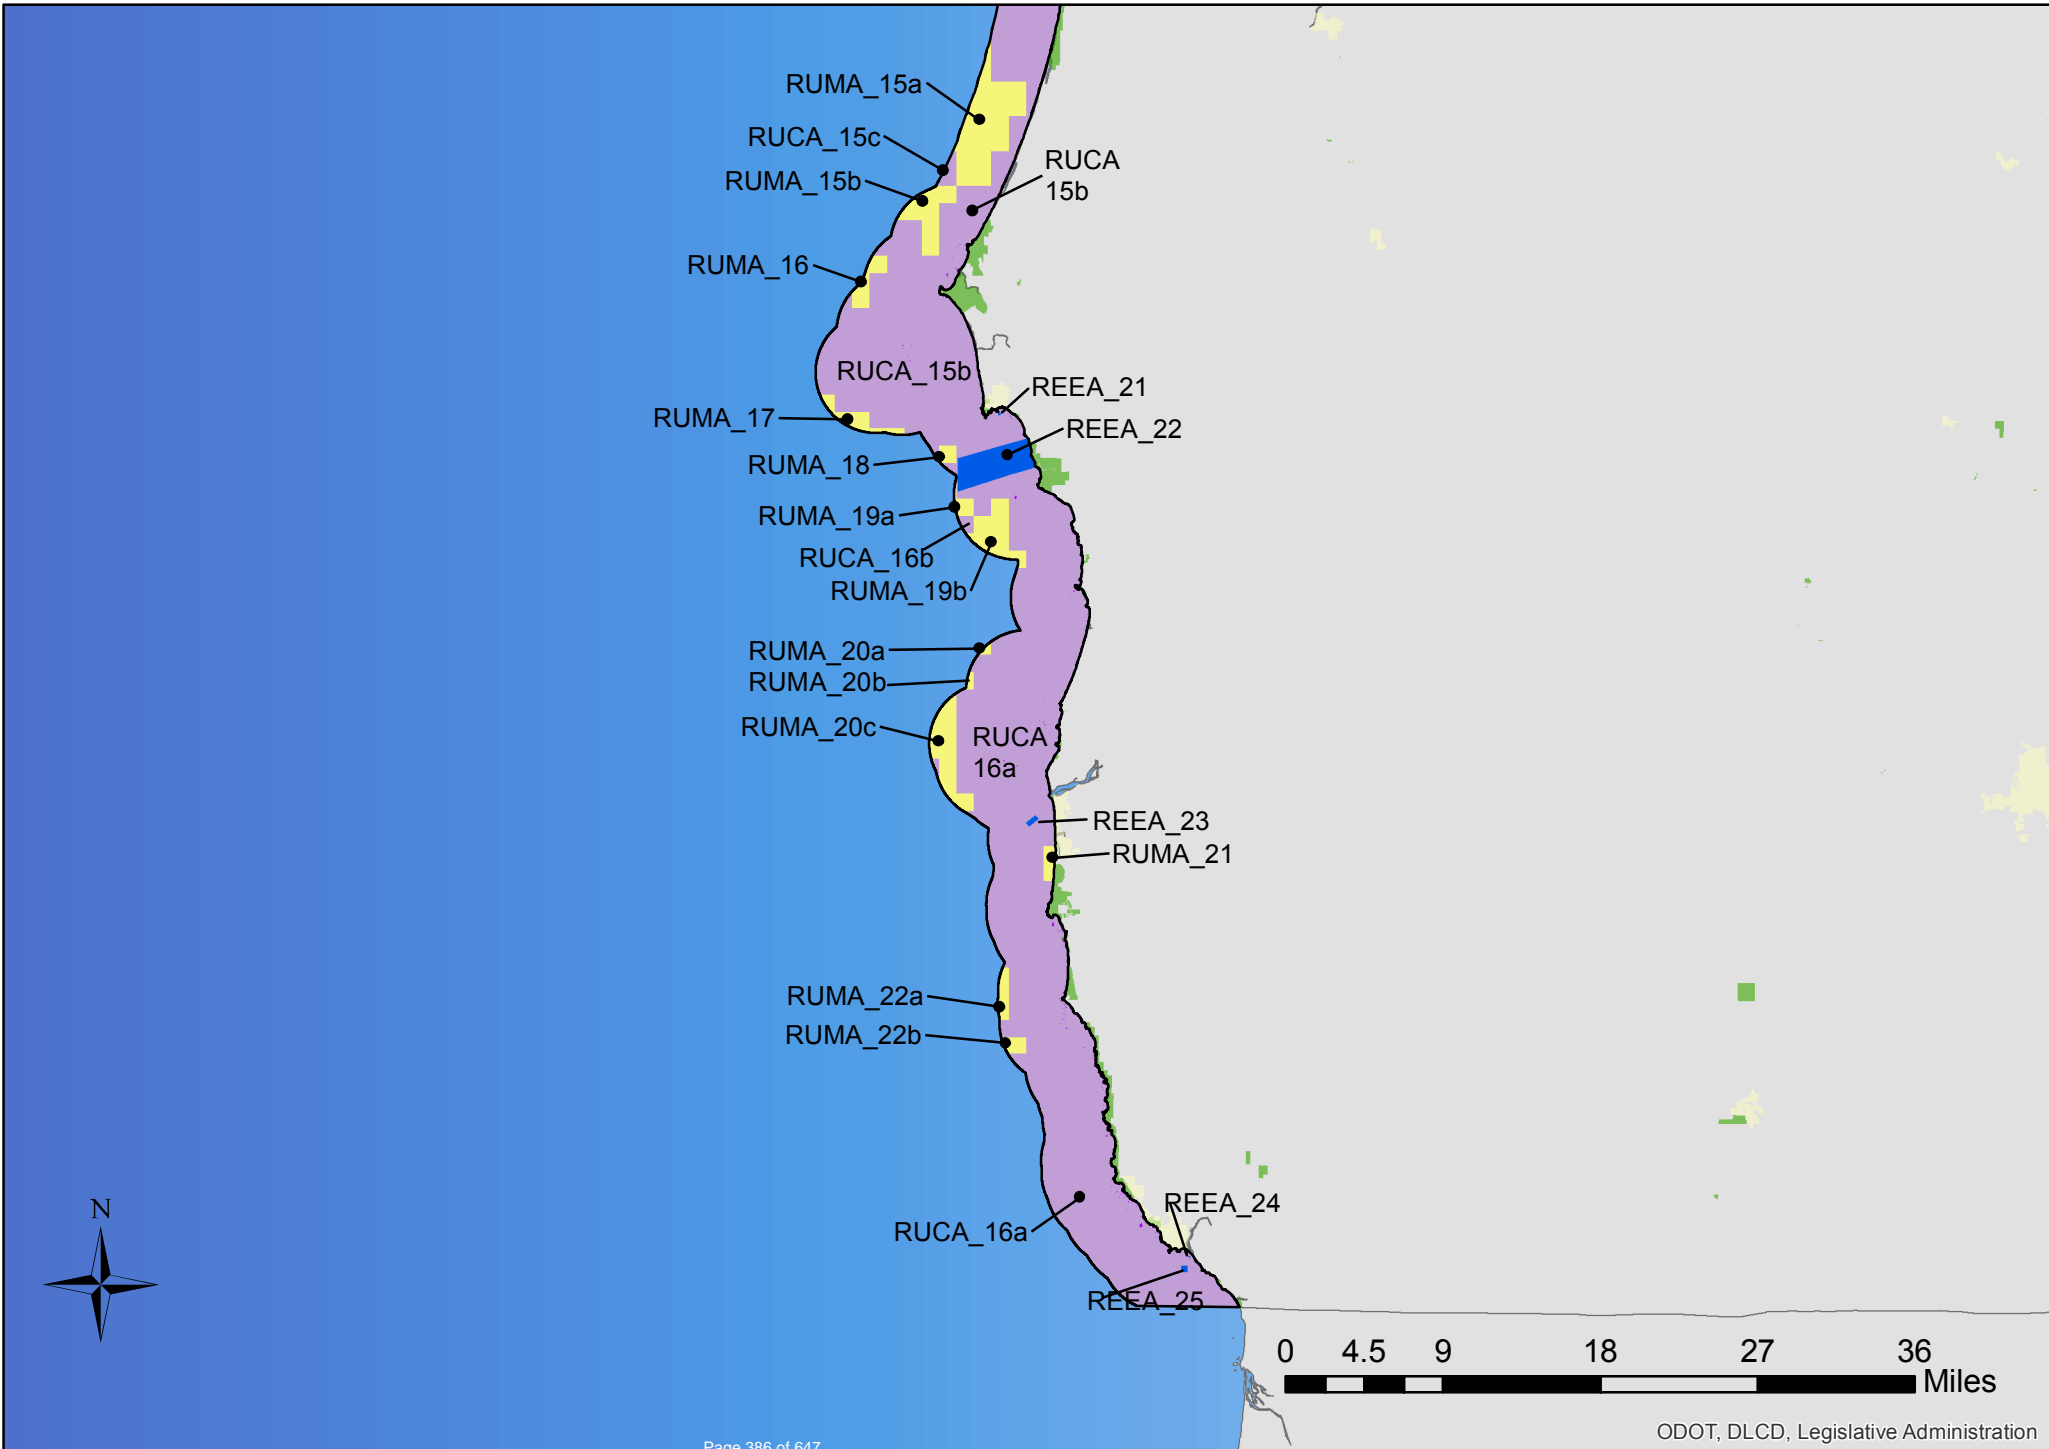 RUMA_15a
RUCA_15c
RUCA
15b
RUMA_15b
RUMA_16
RUCA_15b
REEA_21
RUMA_17
REEA_22
RUMA_18
RUMA_19a
RUCA_16b
RUMA_19b
RUMA_20a
RUMA_20b
RUMA_20c
RUCA
16a
REEA_23
RUMA_21
RUMA_22a
RUMA_22b
REEA_24
N
RUCA_16a
REEA_25
0 4.5 9 18 27 36
Miles
ODOT, DLCD, Legislative Administration
Page 386 of 647